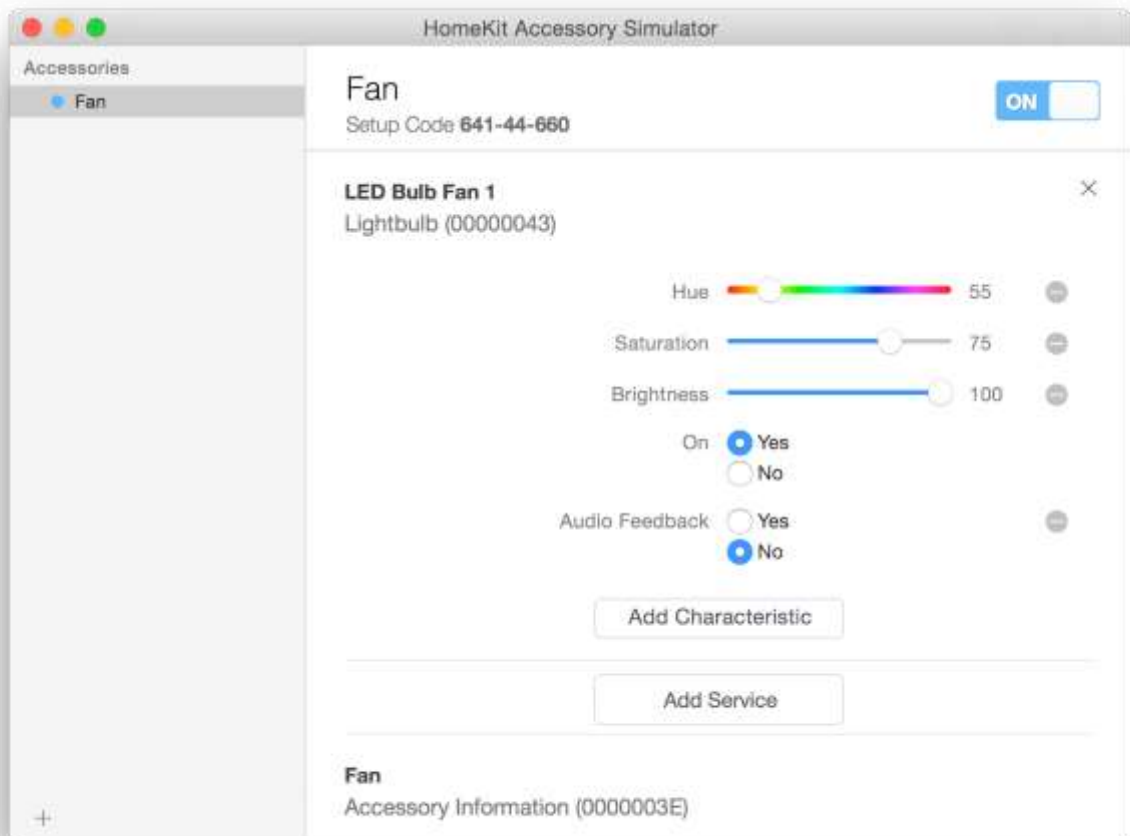 HomeKit Accessory Simulator
Accessories
Fan
Fan
ON
Setup Code 641-44-660
LED Bulb Fan 1
Lightbulb (00000043)
Hue 55
Saturation 75
Brightness 100
On Yes
No
Audio Feedback Yes
No
Add Characteristic
Add Service
Fan
Accessory Information (0000003E)